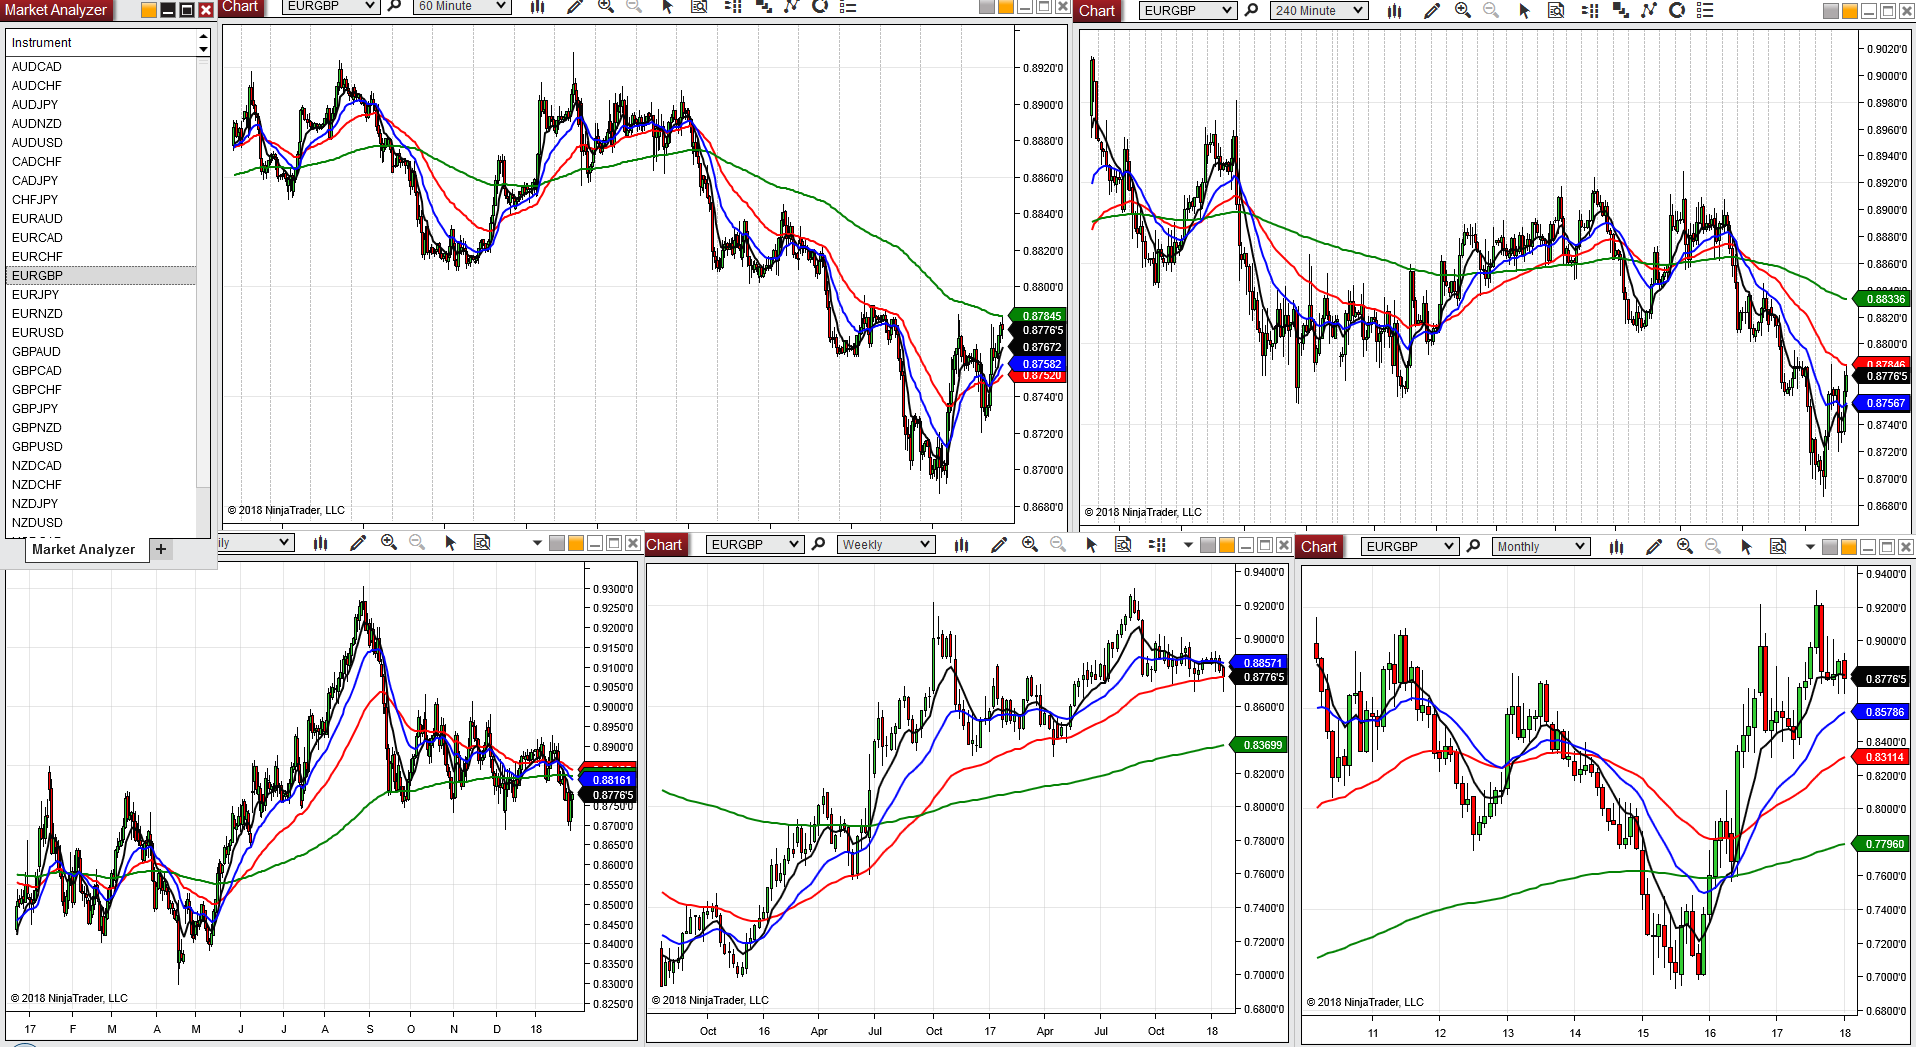 Market Analyzer
Instrument
AUDCAD
AUDCHF
AUDJPY
AUDNZD
AUDUSD
CADCHF
CADJPY
CHFJPY
EURAUD
EURCAD
EURCHF
EURGBP
EURJPY
EURNZD
EURUSD
GBPAUD
GBPCAD
GBPCHF
GBPJPY
GBPNZD
GBPUSD
NZDCAD
NZDCHF
NZDJPY
NZDUSD
Market Analyzer +
Chart EURGBP 60 Minute
0.8920'0
0.8900'0
0.8880'0
0.8860'0
0.8840'0
0.8820'0
0.8800'0
0.87845
0.8776'5
0.87672
0.87582
0.87520
0.8740'0
0.8720'0
0.8700'0
0.8680'0
© 2018 NinjaTrader, LLC
Chart EURGBP 240 Minute
0.9020'0
0.9000'0
0.8980'0
0.8960'0
0.8940'0
0.8920'0
0.8900'0
0.8880'0
0.8860'0
0.88336
0.8820'0
0.8800'0
0.87846
0.8776'5
0.87567
0.8740'0
0.8720'0
0.8700'0
0.8680'0
© 2018 NinjaTrader, LLC
ily
0.9300'0
0.9250'0
0.9200'0
0.9150'0
0.9100'0
0.9050'0
0.9000'0
0.8950'0
0.8900'0
0.88161
0.8776'5
0.8750'0
0.8700'0
0.8650'0
0.8600'0
0.8550'0
0.8500'0
0.8450'0
0.8400'0
0.8350'0
0.8300'0
0.8250'0
© 2018 NinjaTrader, LLC
17 F M A M J J A S O N D 18
Chart EURGBP Weekly
0.9400'0
0.9200'0
0.9000'0
0.88571
0.8776'5
0.8600'0
0.83699
0.8200'0
0.8000'0
0.7800'0
0.7600'0
0.7400'0
0.7200'0
0.7000'0
0.6800'0
© 2018 NinjaTrader, LLC
Oct 16 Apr Jul Oct 17 Apr Jul Oct 18
Chart EURGBP Monthly
0.9400'0
0.9200'0
0.9000'0
0.8776'5
0.85786
0.8400'0
0.83114
0.8200'0
0.8000'0
0.77960
0.7600'0
0.7400'0
0.7200'0
0.7000'0
0.6800'0
© 2018 NinjaTrader, LLC
11 12 13 14 15 16 17 18